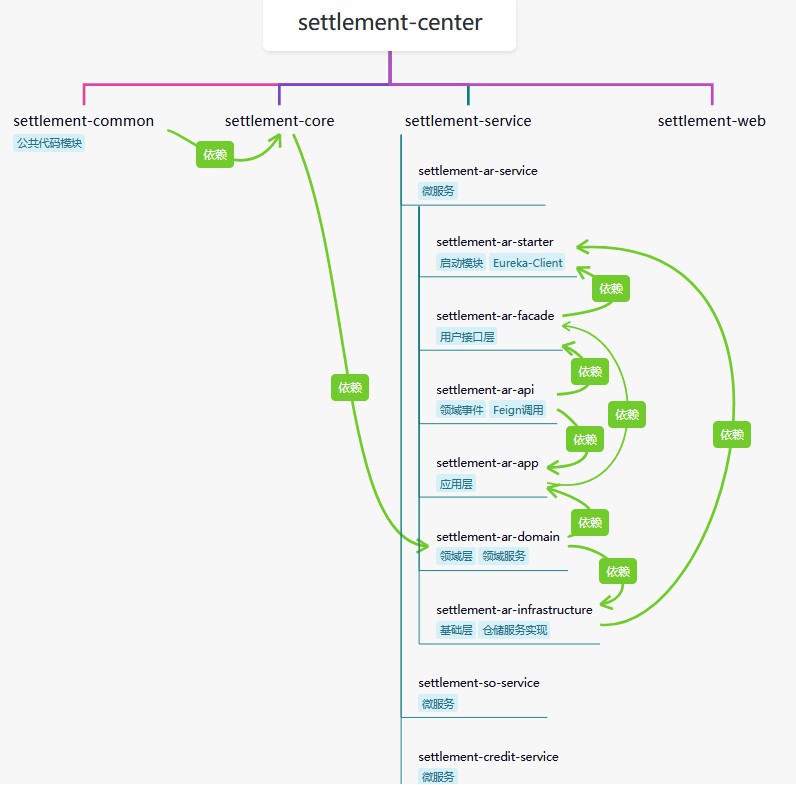 settlement-center
settlement-common
公共代码模块
依赖
settlement-core
settlement-service
settlement-web
settlement-ar-service
微服务
settlement-ar-starter
启动模块 Eureka-Client
依赖
settlement-ar-facade
用户接口层
依赖
settlement-ar-api
领域事件 Feign调用
依赖
依赖
依赖
依赖
settlement-ar-app
应用层
依赖
settlement-ar-domain
领域层 领域服务
依赖
settlement-ar-infrastructure
基础层 仓储服务实现
settlement-so-service
微服务
settlement-credit-service
微服务